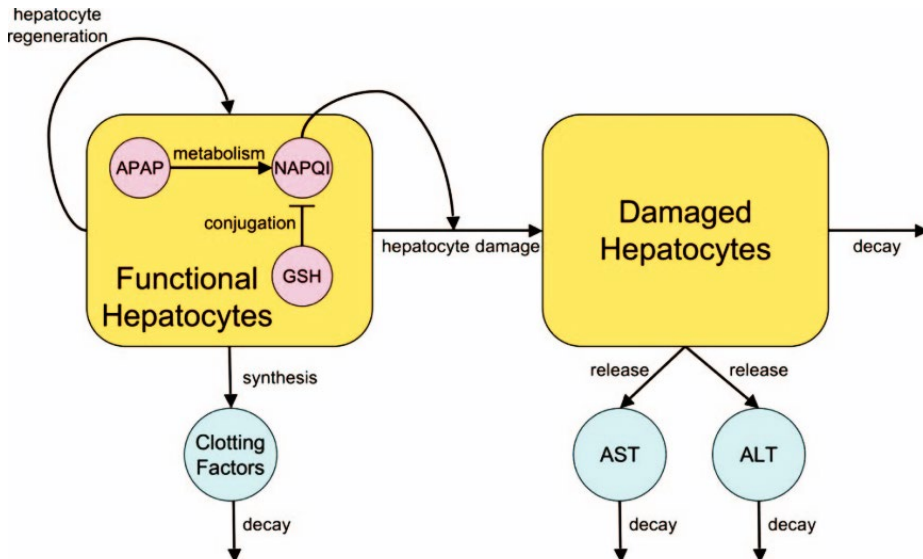 hepatocyte
regeneration
APAP
metabolism
NAPQI
conjugation
GSH
Functional
Hepatocytes
hepatocyte damage
Damaged
Hepatocytes
decay
synthesis
Clotting
Factors
decay
release
release
AST
ALT
decay
decay